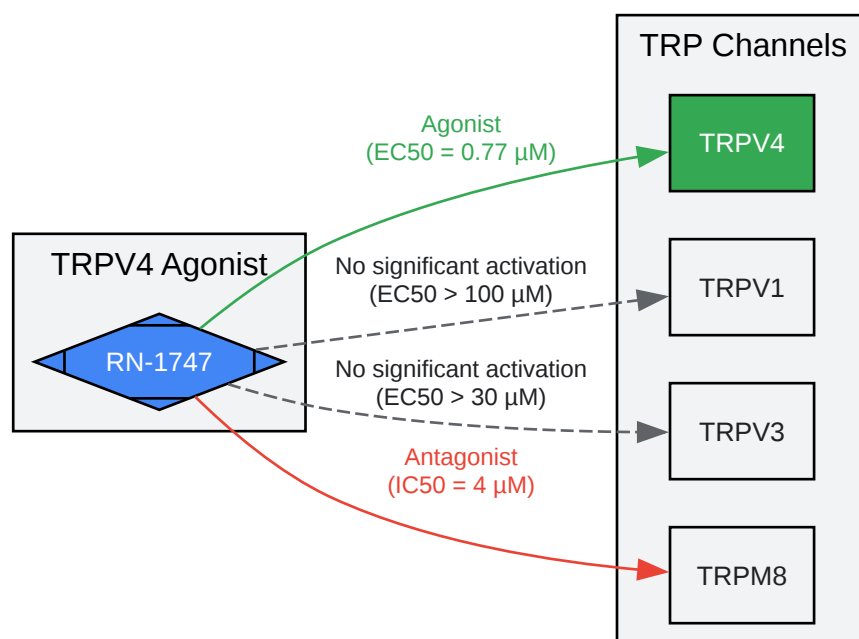 TRP Channels
Agonist
(EC50 = 0.77 µM)
TRPV4
TRPV4 Agonist
RN-1747
No significant activation
(EC50 > 100 µM)
TRPV1
No significant activation
(EC50 > 30 µM)
TRPV3
Antagonist
(IC50 = 4 µM)
TRPM8